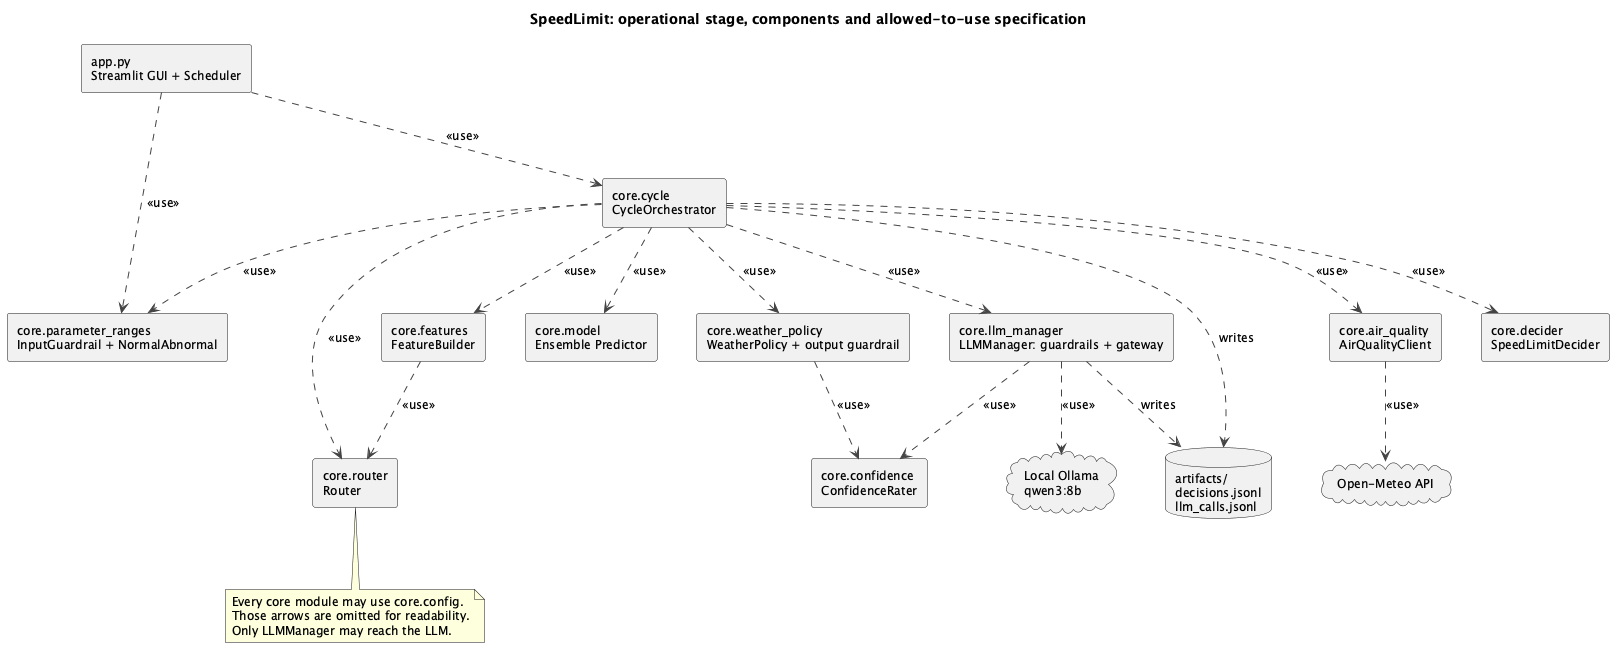 SpeedLimit: operational stage, components and allowed-to-use specification
app.py
Streamlit GUI + Scheduler
«use»
«use»
core.cycle
CycleOrchestrator
«use»
«use»
«use»
«use»
«use»
«use»
writes
«use»
«use»
core.parameter_ranges
InputGuardrail + NormalAbnormal
core.features
FeatureBuilder
core.model
Ensemble Predictor
core.weather_policy
WeatherPolicy + output guardrail
core.llm_manager
LLMManager: guardrails + gateway
core.air_quality
AirQualityClient
core.decider
SpeedLimitDecider
«use»
«use»
«use»
«use»
writes
«use»
core.router
Router
core.confidence
ConfidenceRater
Local Ollama
qwen3:8b
artifacts/
decisions.jsonl
llm_calls.jsonl
Open-Meteo API
Every core module may use core.config.
Those arrows are omitted for readability.
Only LLMManager may reach the LLM.